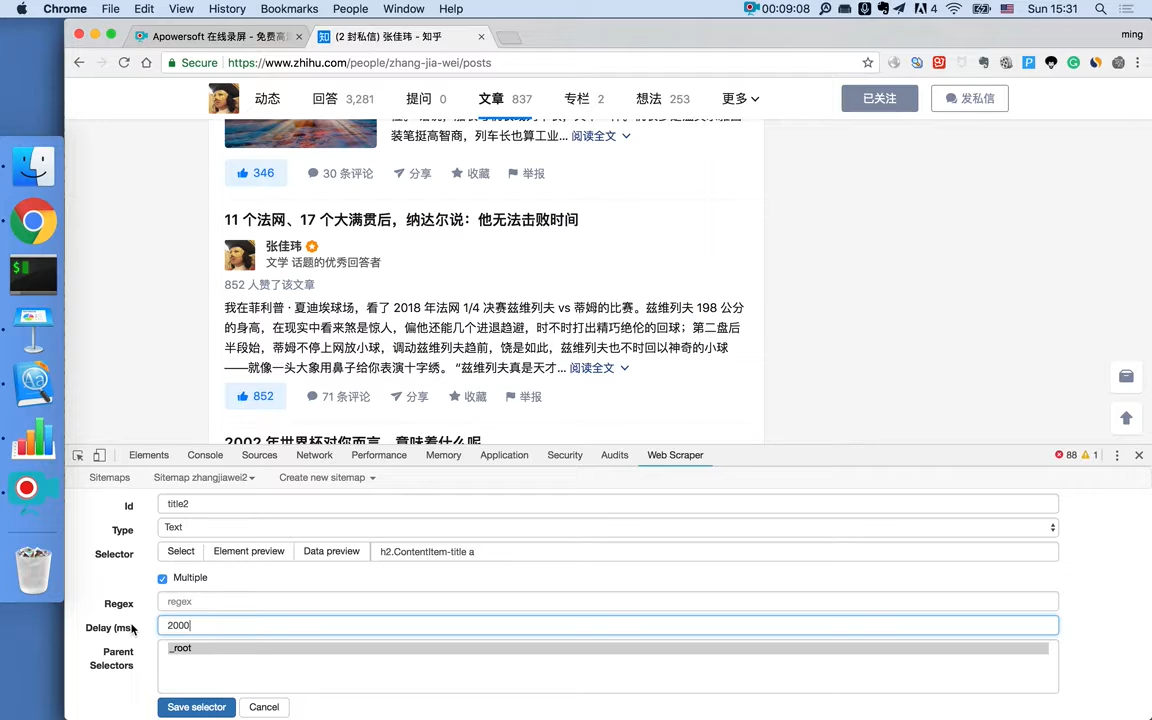 Chrome File Edit View History Bookmarks People Window Help 00:09:08 4 Sun 15:31
Apowersoft 在线录屏 - 免费高 (2 封私信) 张佳玮 - 知乎 ming
Secure https://www.zhihu.com/people/zhang-jia-wei/posts
动态 回答 3,281 提问 0 文章 837 专栏 2 想法 253 更多 已关注 发私信
装笔挺高智商，列车长也算工业... 阅读全文
346 30 条评论 分享 收藏 举报
11 个法网、17 个大满贯后，纳达尔说：他无法击败时间
张佳玮
文学 话题的优秀回答者
852 人赞了该文章
我在菲利普 · 夏迪埃球场，看了 2018 年法网 1/4 决赛兹维列夫 vs 蒂姆的比赛。兹维列夫 198 公分
的身高，在现实中看来煞是惊人，偏他还能几个进退趋避，时不时打出精巧绝伦的回球；第二盘后
半段始，蒂姆不停上网放小球，调动兹维列夫趋前，饶是如此，兹维列夫也不时回以神奇的小球
——就像一头大象用鼻子给你表演十字绣。 “兹维列夫真是天才... 阅读全文
852 71 条评论 分享 收藏 举报
2002 年世界杯对你而言，意味着什么呢
Elements Console Sources Network Performance Memory Application Security Audits Web Scraper 88 1
Sitemaps Sitemap zhangjiawei2 Create new sitemap
Id title2
Type Text
Selector Select Element preview Data preview h2.ContentItem-title a
Multiple
Regex regex
Delay (ms) 2000
Parent Selectors _root
Save selector Cancel